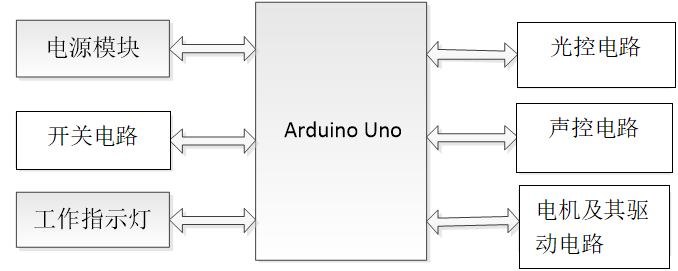 电源模块
开关电路
工作指示灯
Arduino Uno
光控电路
声控电路
电机及其驱
动电路